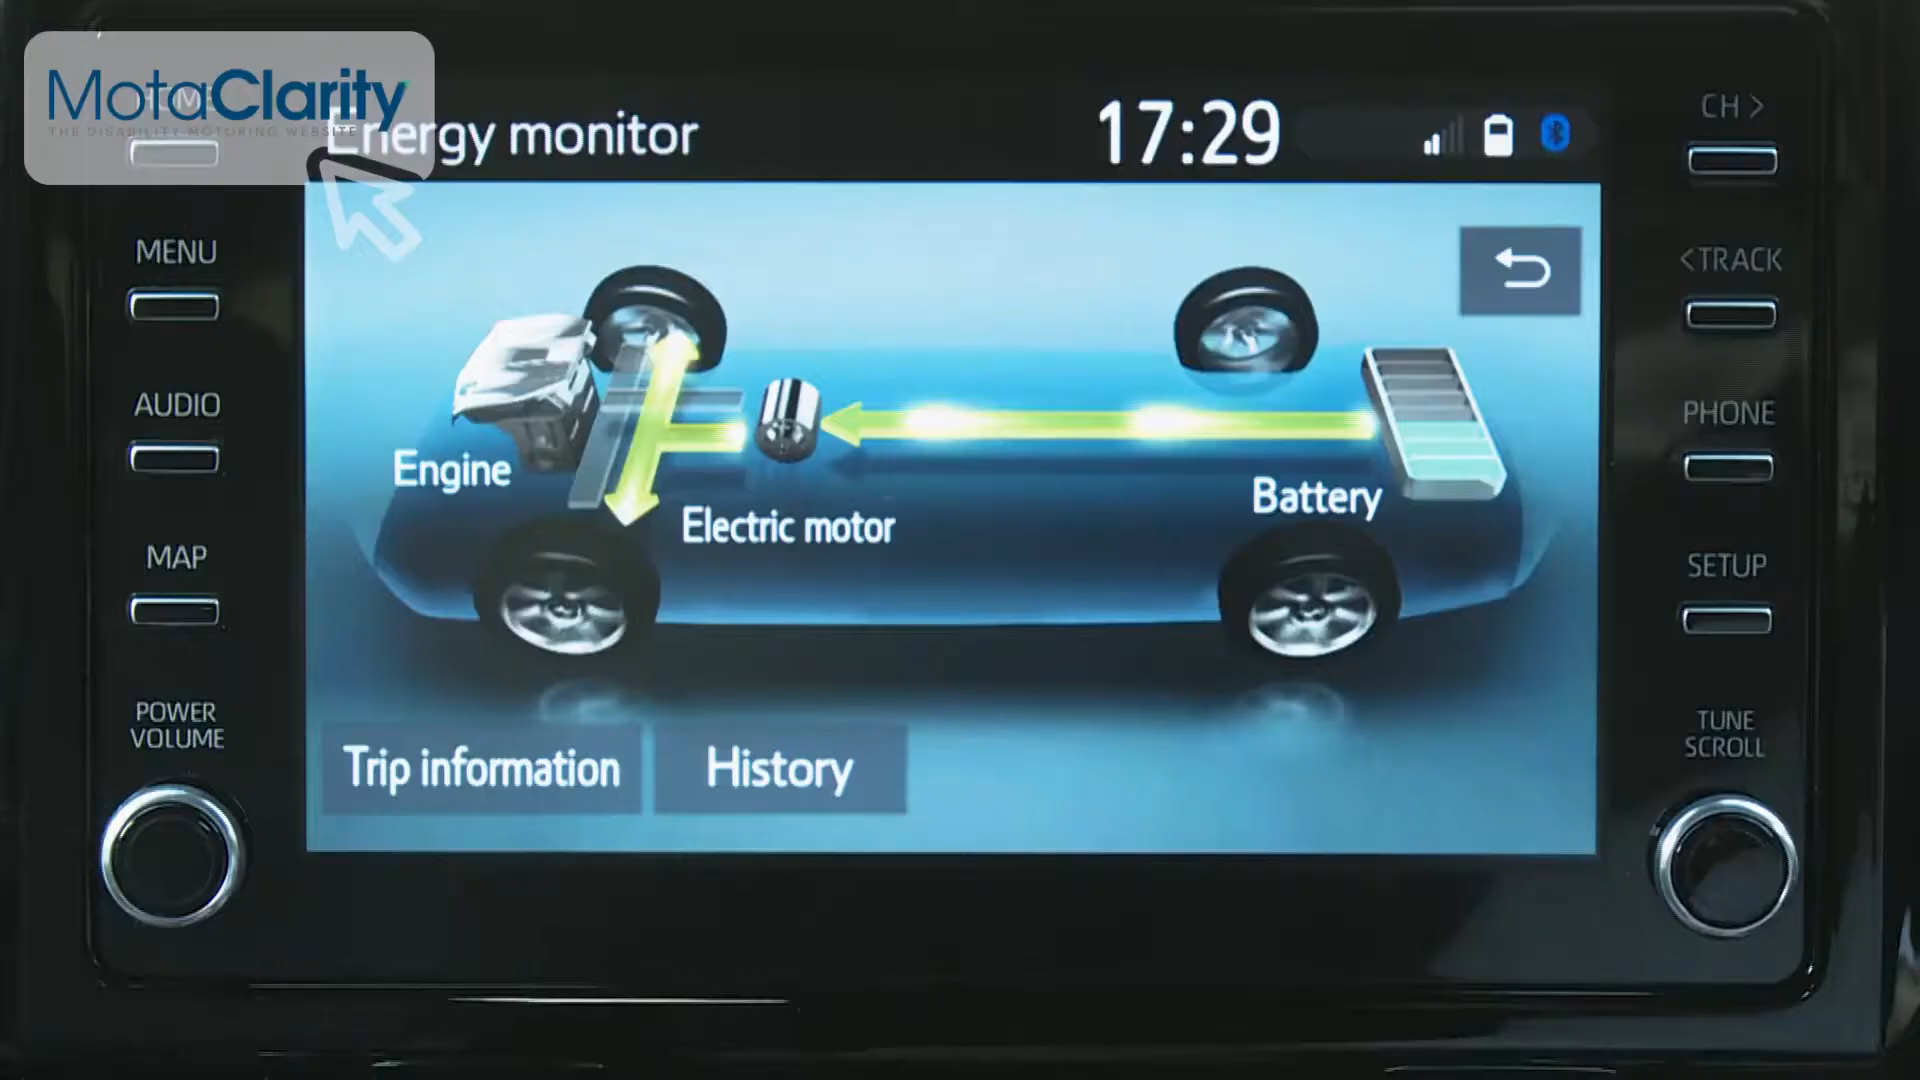 MotaClarity
THE DISABILITY MOTORING WEBSITE
HOME
Energy monitor
17:29
CH >
MENU
<TRACK
AUDIO
PHONE
Engine
Electric motor
Battery
MAP
SETUP
POWER
VOLUME
TUNE
SCROLL
Trip information
History